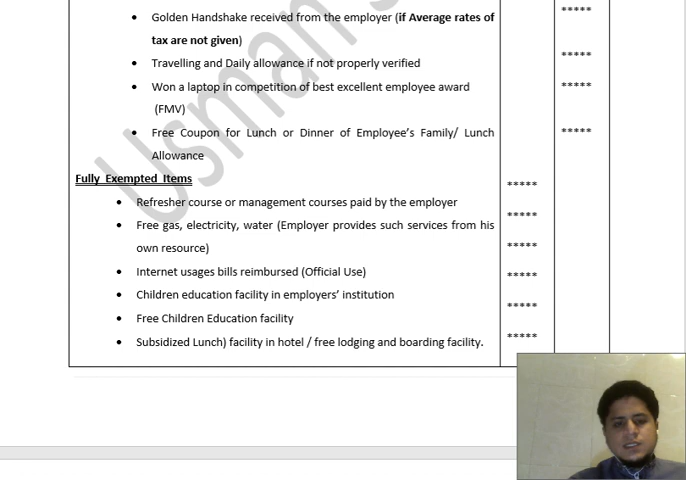 • Golden Handshake received from the employer (if Average rates of
tax are not given)
*****
• Travelling and Daily allowance if not properly verified
*****
• Won a laptop in competition of best excellent employee award
(FMV)
*****
• Free Coupon for Lunch or Dinner of Employee's Family/ Lunch
Allowance
*****
Fully Exempted Items
• Refresher course or management courses paid by the employer
*****
• Free gas, electricity, water (Employer provides such services from his
own resource)
*****
• Internet usages bills reimbursed (Official Use)
*****
• Children education facility in employers' institution
*****
• Free Children Education facility
*****
• Subsidized Lunch) facility in hotel / free lodging and boarding facility.
*****
Usman